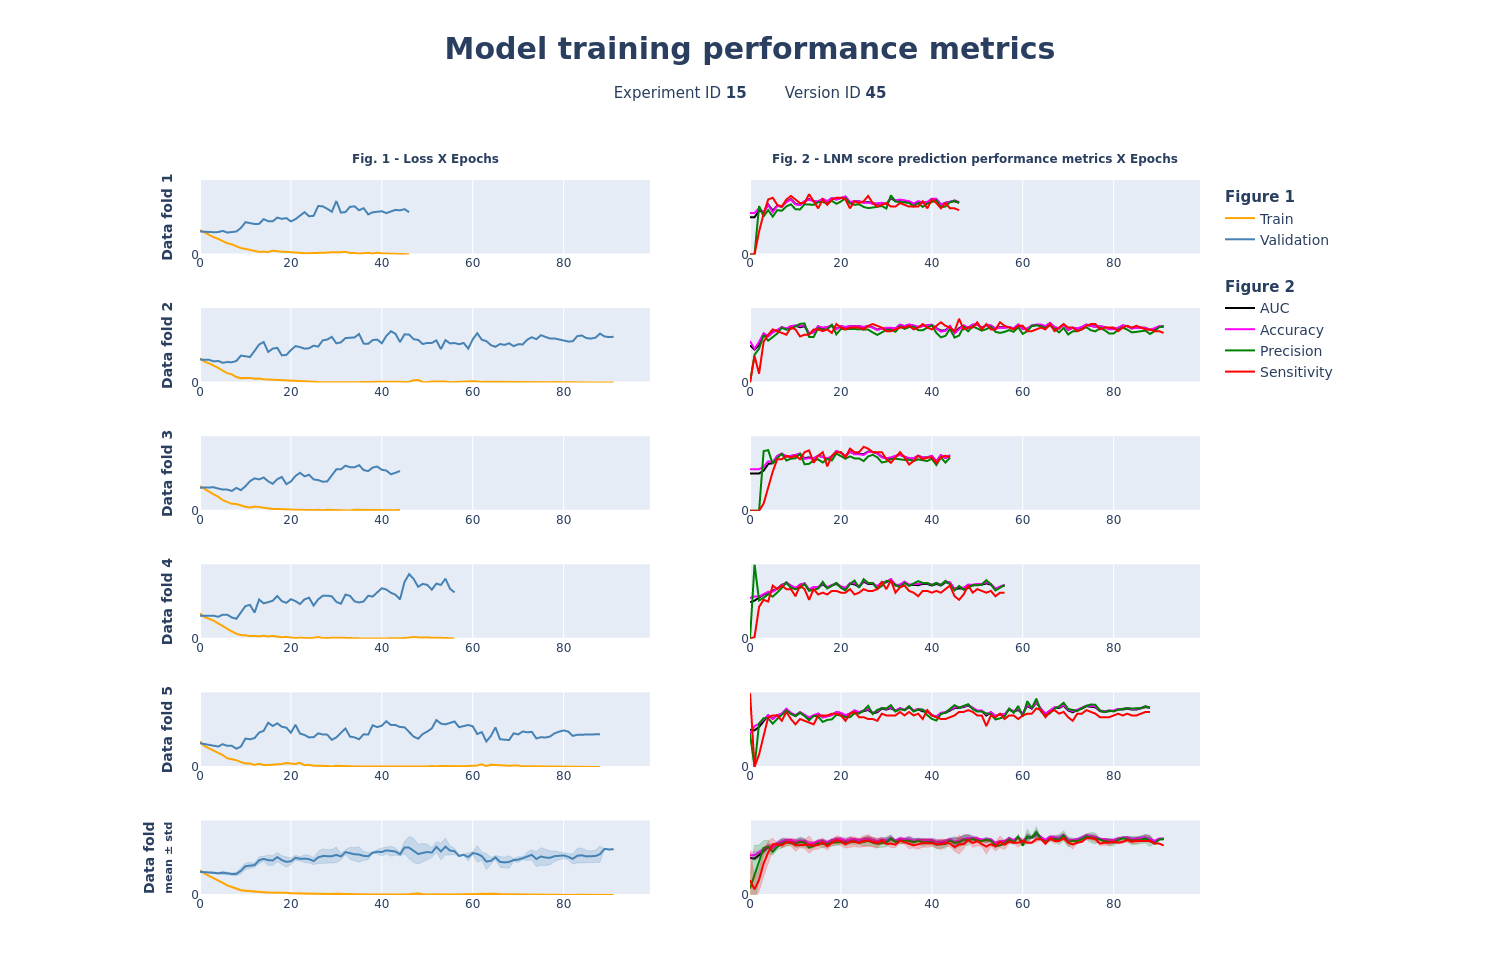 Model training performance metrics
Experiment ID 15 Version ID 45
Fig. 1 - Loss X Epochs
Fig. 2 - LNM score prediction performance metrics X Epochs
Data fold 1
0
0 20 40 60 80
0
0 20 40 60 80
Data fold 2
0
0 20 40 60 80
0
0 20 40 60 80
Data fold 3
0
0 20 40 60 80
0
0 20 40 60 80
Data fold 4
0
0 20 40 60 80
0
0 20 40 60 80
Data fold 5
0
0 20 40 60 80
0
0 20 40 60 80
Data fold
mean ± std
0
0 20 40 60 80
0
0 20 40 60 80
Figure 1
Train
Validation
Figure 2
AUC
Accuracy
Precision
Sensitivity